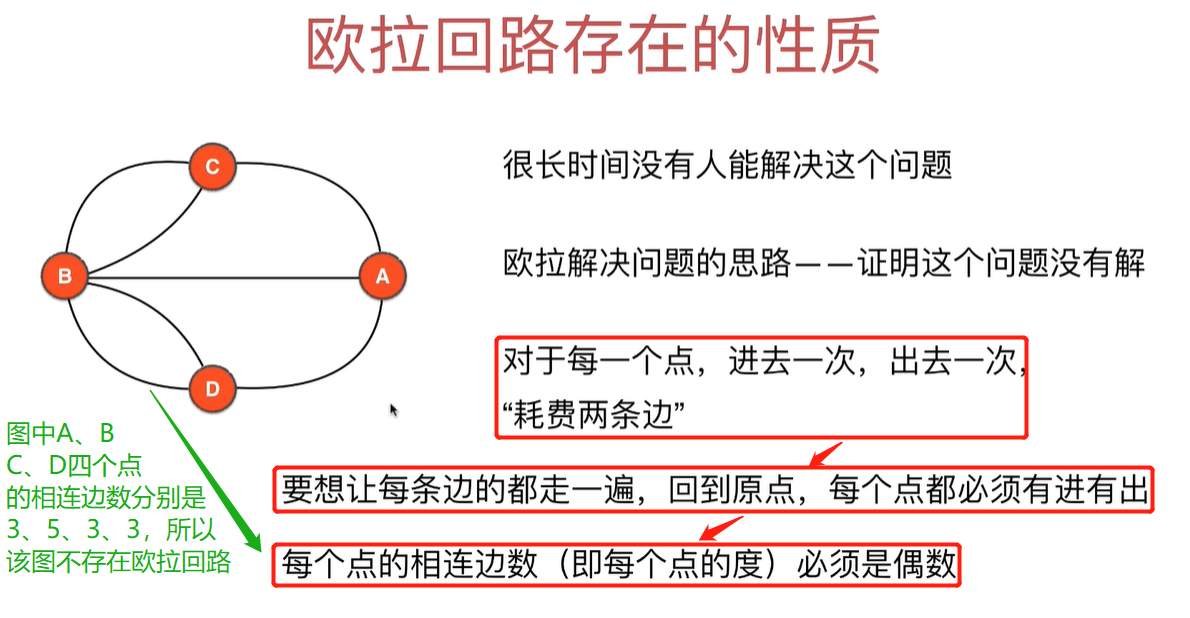 欧拉回路存在的性质
C
B
A
D
很长时间没有人能解决这个问题
欧拉解决问题的思路——证明这个问题没有解
对于每一个点，进去一次，出去一次，
“耗费两条边”
要想让每条边的都走一遍，回到原点，每个点都必须有进有出
每个点的相连边数（即每个点的度）必须是偶数
图中A、B
C、D四个点
的相连边数分别是
3、5、3、3，所以
该图不存在欧拉回路